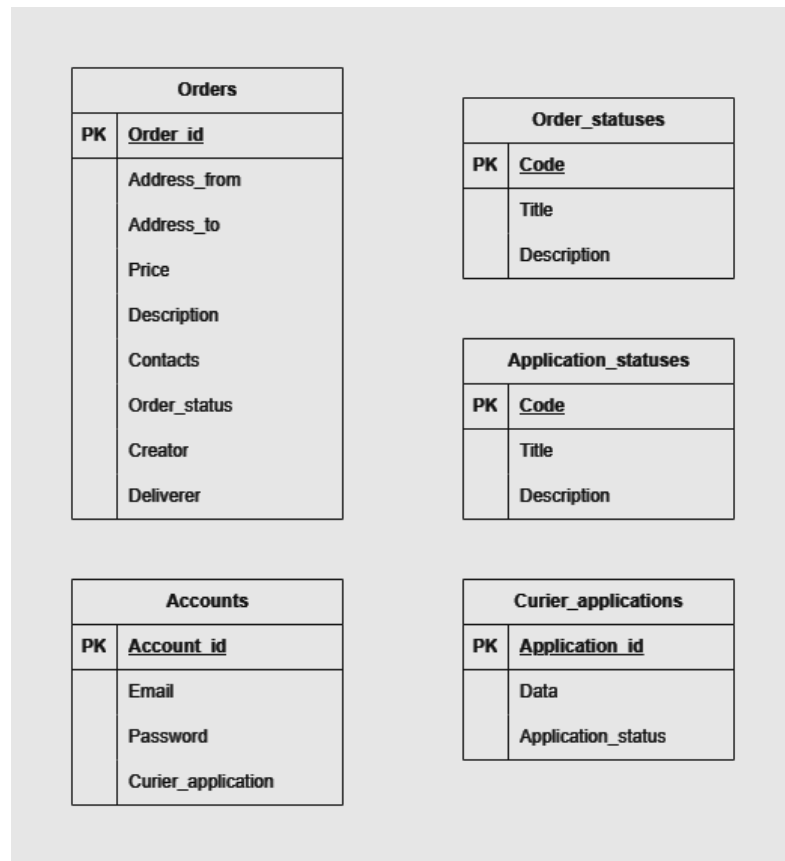 Orders
PK Order_id
Address_from
Address_to
Price
Description
Contacts
Order_status
Creator
Deliverer
Order_statuses
PK Code
Title
Description
Application_statuses
PK Code
Title
Description
Accounts
PK Account_id
Email
Password
Curier_application
Curier_applications
PK Application_id
Data
Application_status